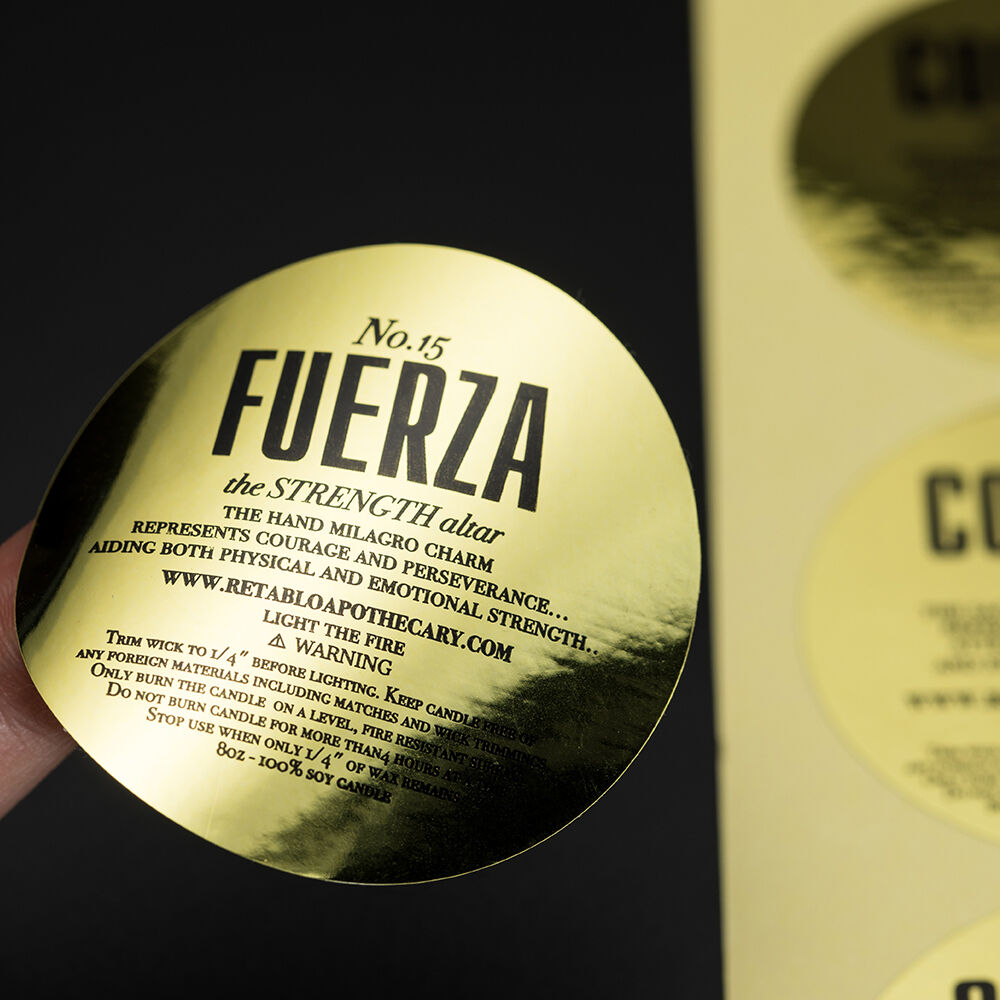 No.15
FUERZA
the STRENGTH altar
THE HAND MILAGRO CHARM
REPRESENTS COURAGE AND PERSEVERANCE...
AIDING BOTH PHYSICAL AND EMOTIONAL STRENGTH..
WWW.RETABLOAPOTHECARY.COM
LIGHT THE FIRE
⚠ WARNING
TRIM WICK TO 1/4" BEFORE LIGHTING. KEEP CANDLE FREE OF
ANY FOREIGN MATERIALS INCLUDING MATCHES AND WICK TRIMMINGS.
ONLY BURN THE CANDLE ON A LEVEL, FIRE RESISTANT
DO NOT BURN CANDLE FOR MORE THAN4 HOURS AT
STOP USE WHEN ONLY 1/4" OF WAX REMAINS
8OZ - 100% SOY CANDLE
CO